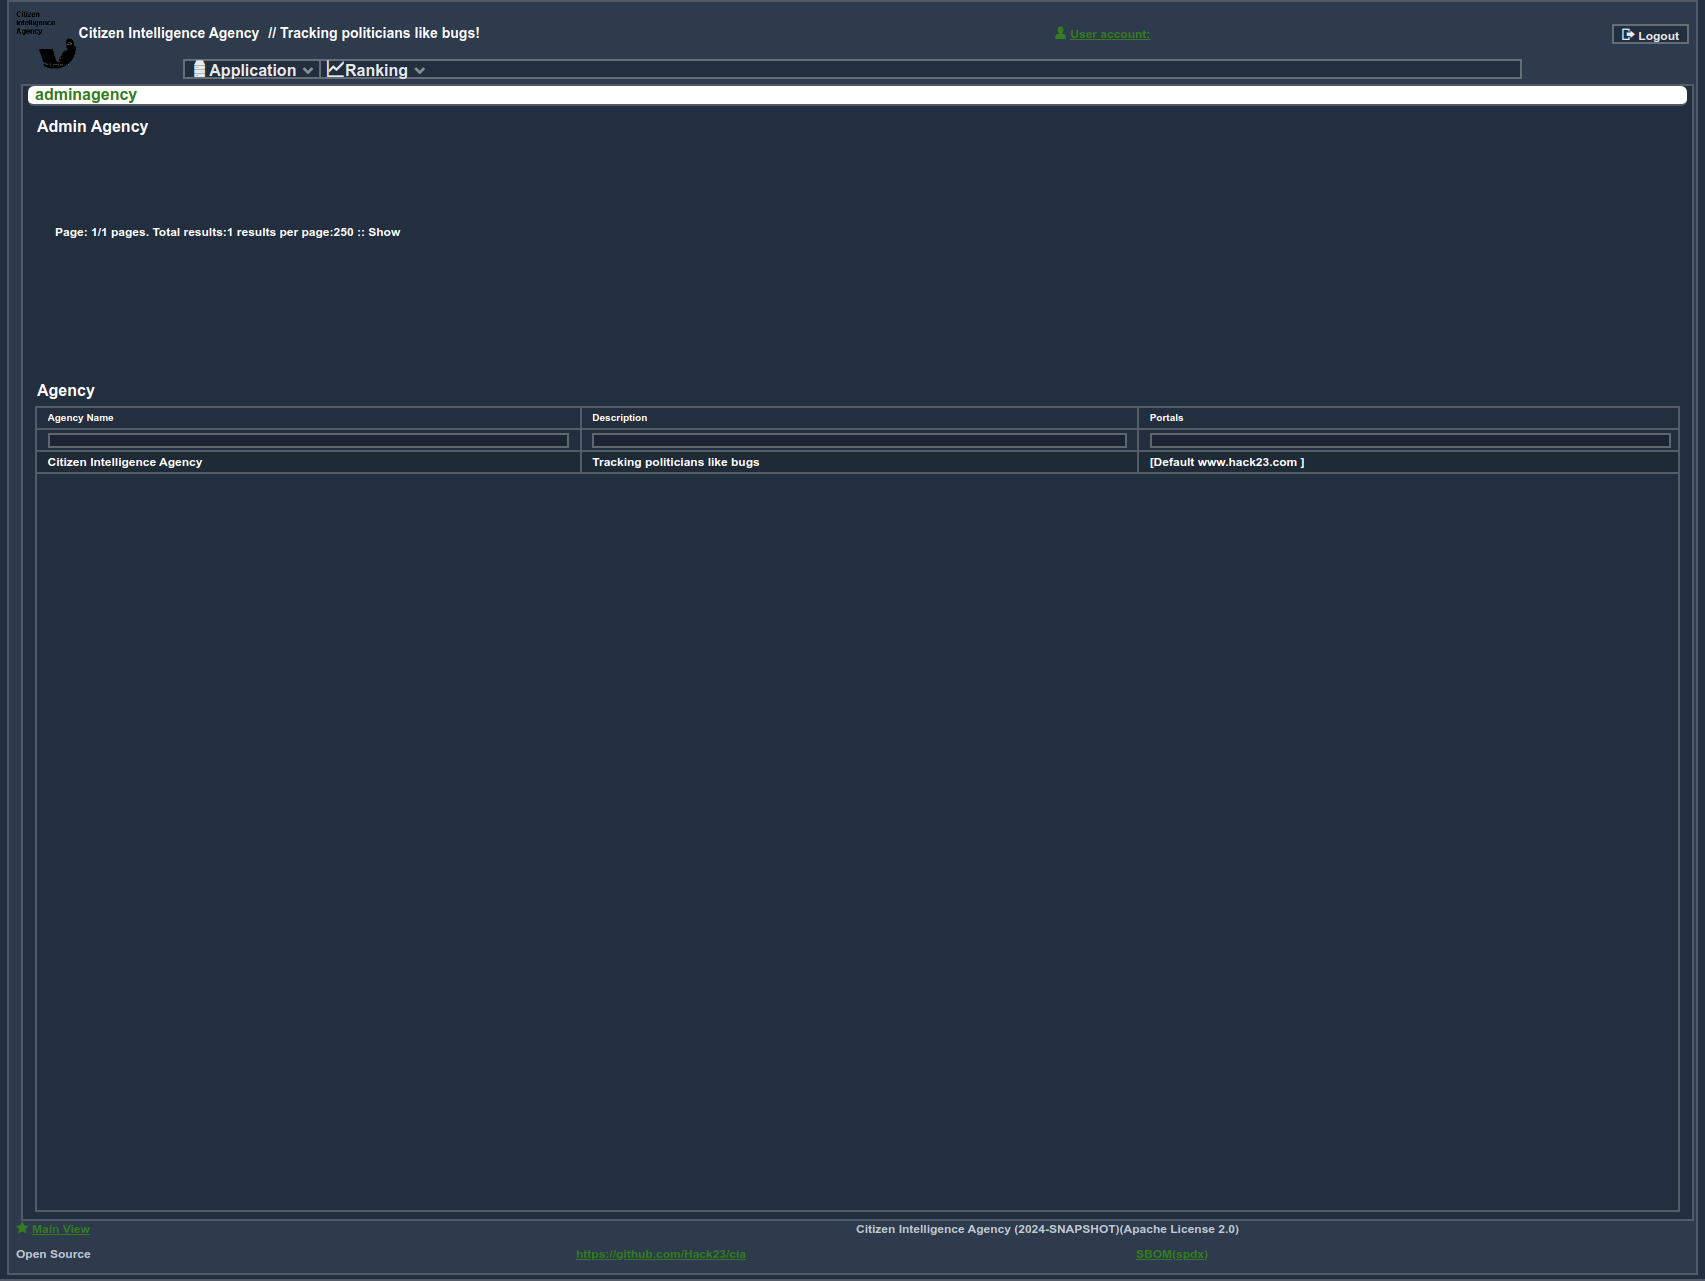 Citizen
Intelligence
Agency
Citizen Intelligence Agency // Tracking politicians like bugs!
User account:
Logout
Application
Ranking
adminagency
Admin Agency
Page: 1/1 pages. Total results:1 results per page:250 :: Show
Agency
Agency Name Description Portals
Citizen Intelligence Agency Tracking politicians like bugs [Default www.hack23.com ]
Main View Citizen Intelligence Agency (2024-SNAPSHOT)(Apache License 2.0)
Open Source https://github.com/Hack23/cia SBOM(spdx)